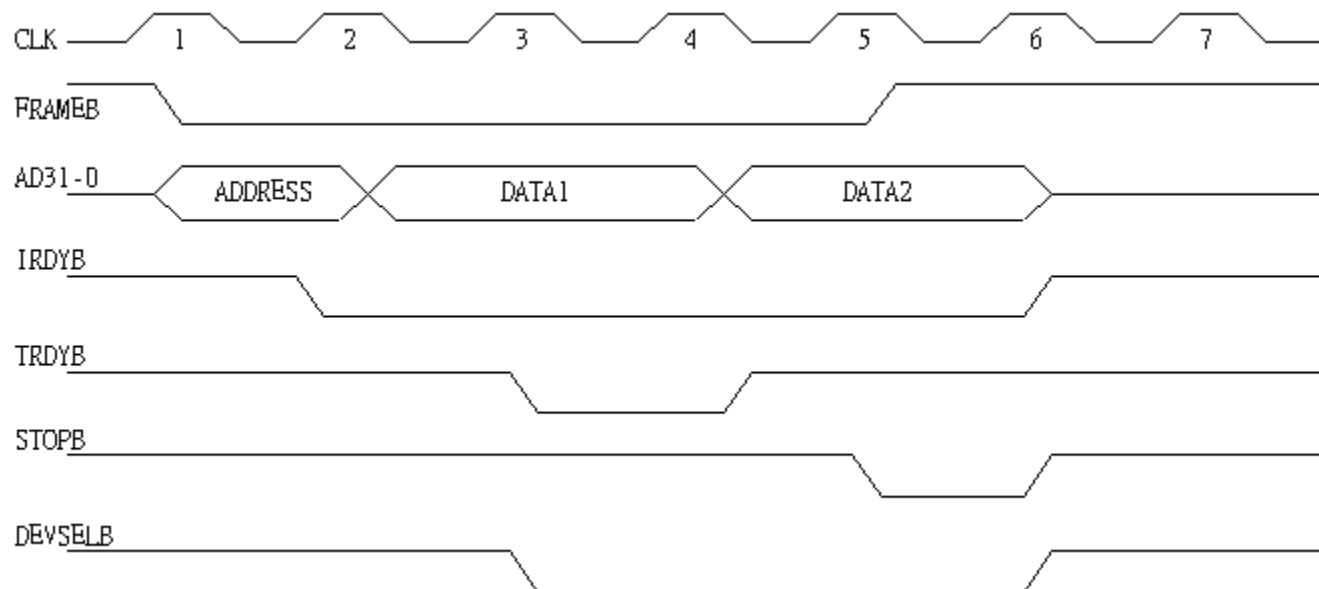 CLK 1 2 3 4 5 6 7
FRAMEB
AD31-0 ADDRESS DATA1 DATA2
IRDYB
TRDYB
STOPB
DEVSELB